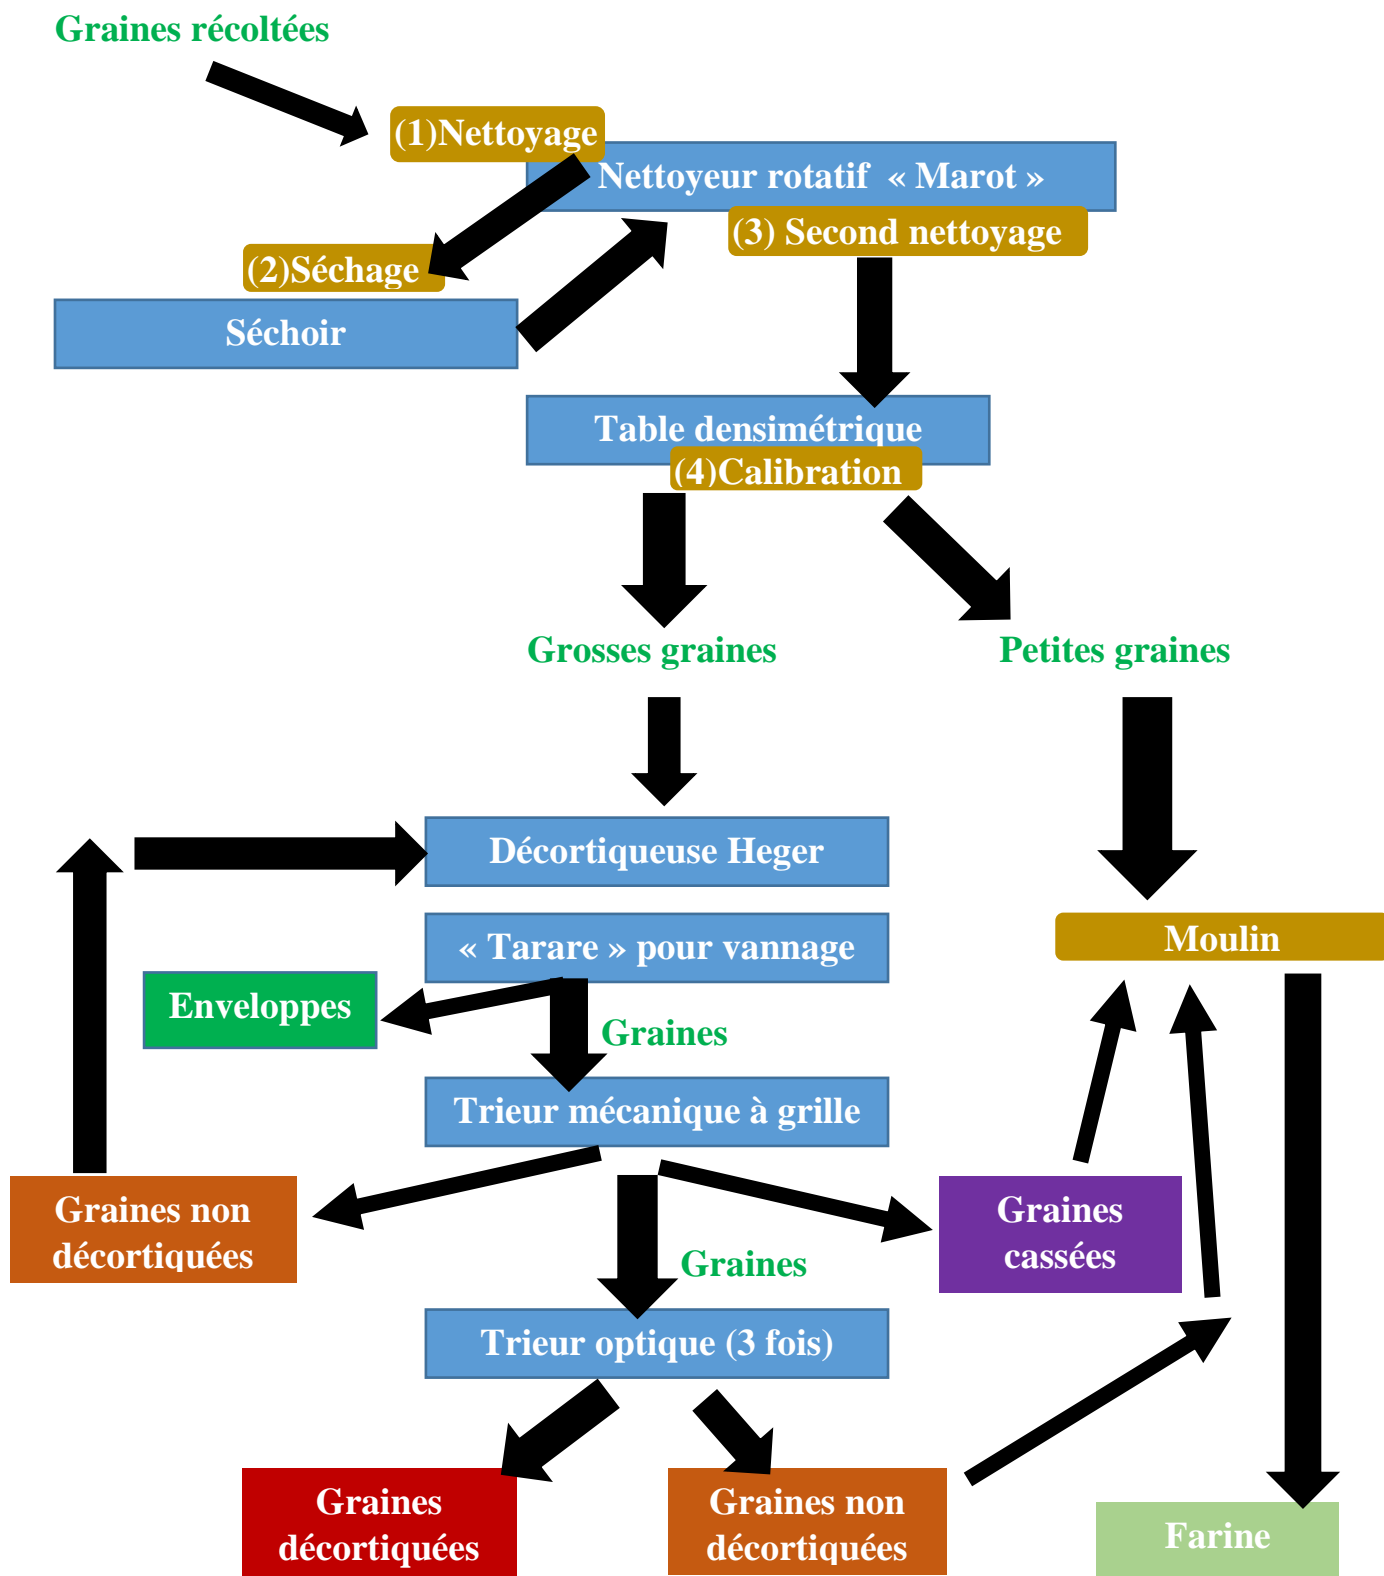 Graines récoltées
(1)Nettoyage
Nettoyeur rotatif « Marot »
(3) Second nettoyage
(2)Séchage
Séchoir
Table densimétrique
(4)Calibration
Grosses graines
Petites graines
Décortiqueuse Heger
« Tarare » pour vannage
Moulin
Enveloppes
Graines
Trieur mécanique à grille
Graines non
décortiquées
Graines
cassées
Graines
Trieur optique (3 fois)
Graines
décortiquées
Graines non
décortiquées
Farine